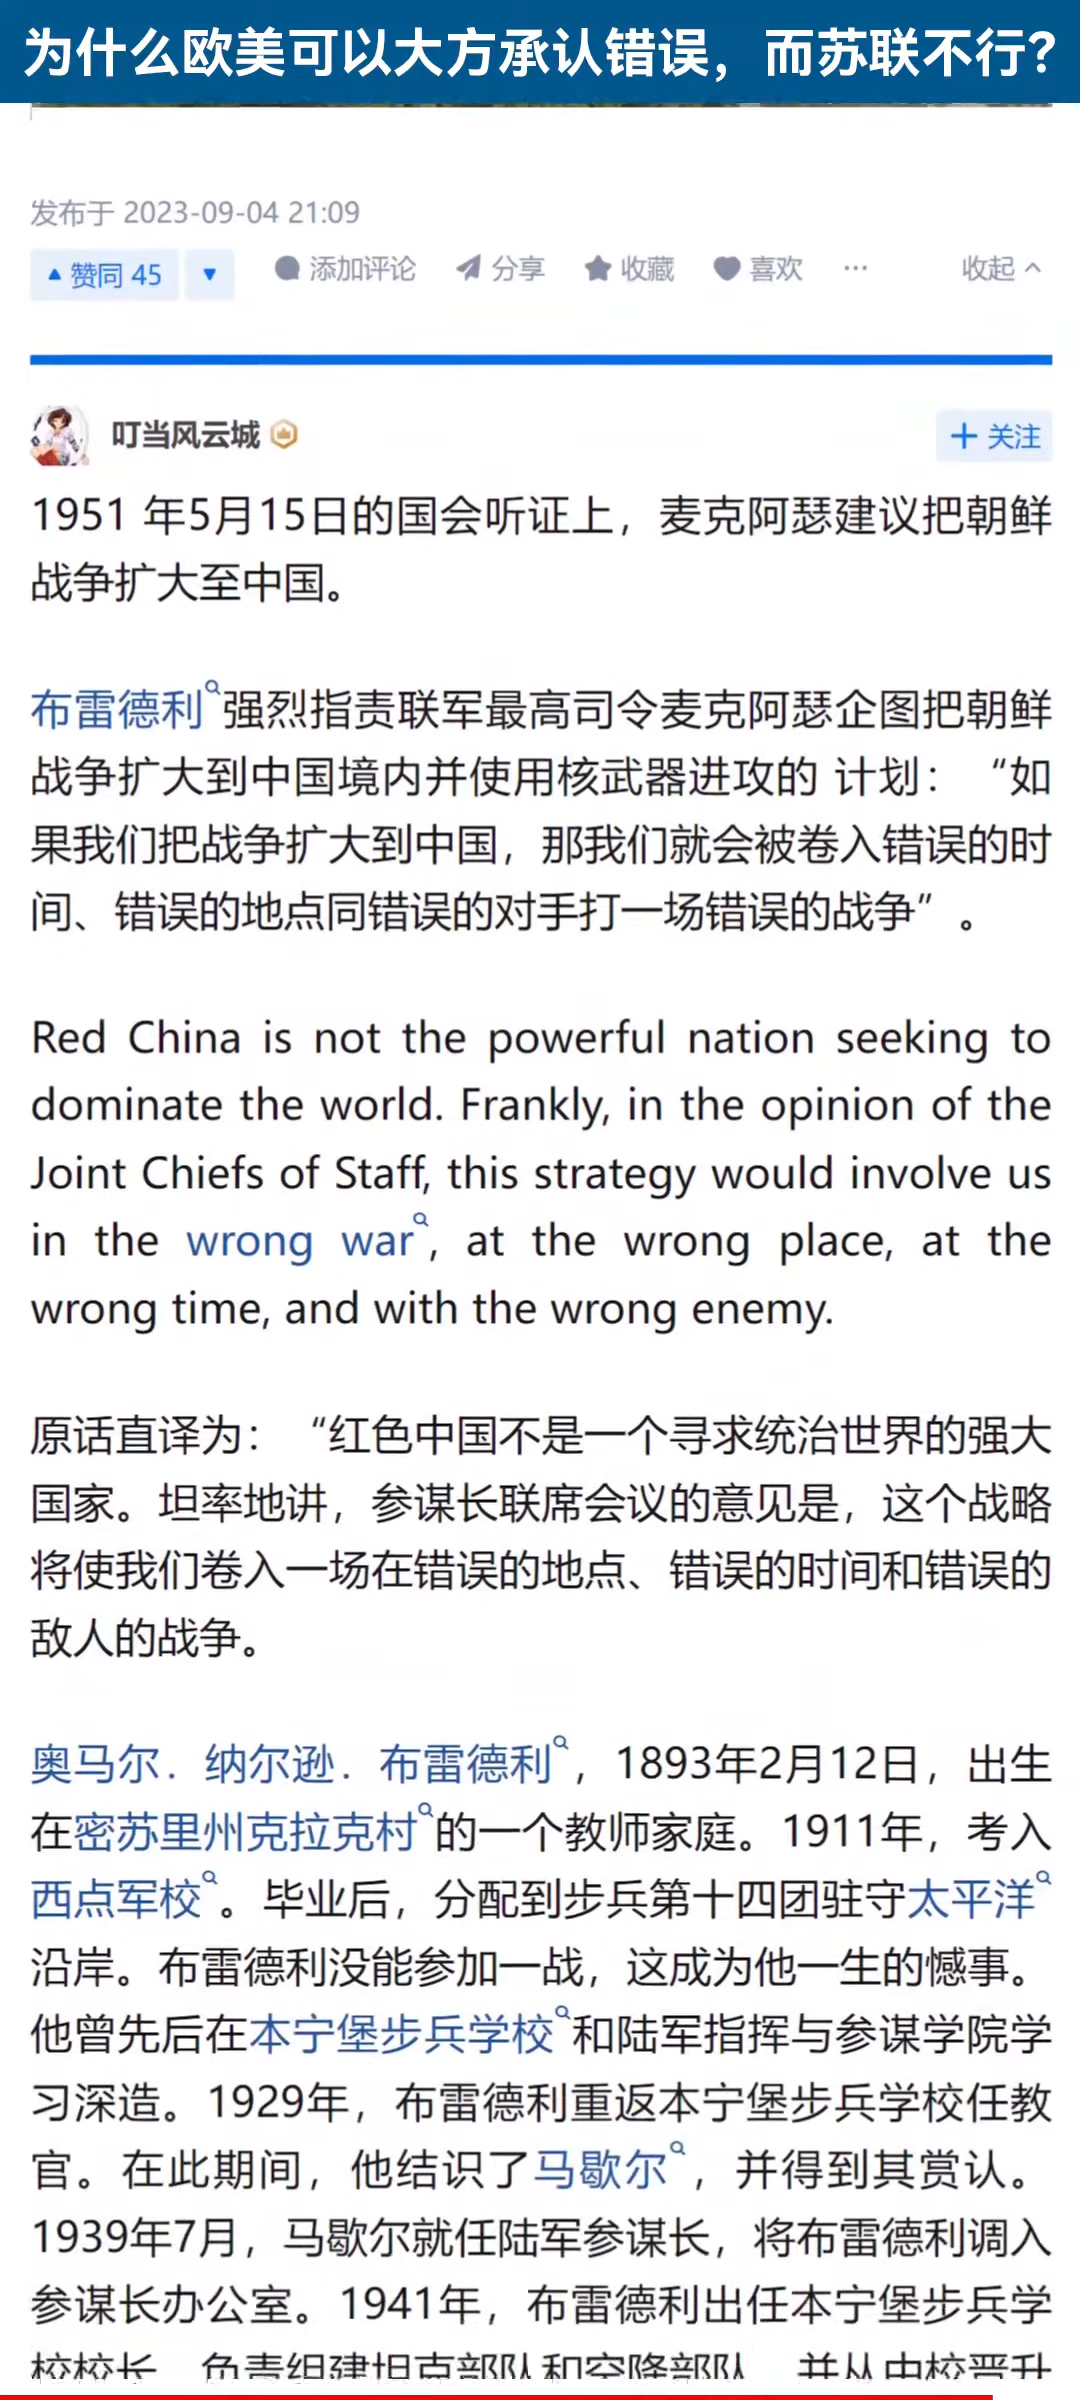 为什么欧美可以大方承认错误，而苏联不行？
发布于 2023-09-04 21:09
赞同 45
添加评论
分享
收藏
喜欢
收起
叮当风云城
+ 关注
1951 年5月15日的国会听证上，麦克阿瑟建议把朝鲜
战争扩大至中国。
布雷德利强烈指责联军最高司令麦克阿瑟企图把朝鲜
战争扩大到中国境内并使用核武器进攻的 计划：“如
果我们把战争扩大到中国，那我们就会被卷入错误的时
间、错误的地点同错误的对手打一场错误的战争” 。
Red China is not the powerful nation seeking to
dominate the world. Frankly, in the opinion of the
Joint Chiefs of Staff, this strategy would involve us
in the wrong war, at the wrong place, at the
wrong time, and with the wrong enemy.
原话直译为：“红色中国不是一个寻求统治世界的强大
国家。坦率地讲，参谋长联席会议的意见是，这个战略
将使我们卷入一场在错误的地点、错误的时间和错误的
敌人的战争。
奥马尔．纳尔逊．布雷德利，1893年2月12日，出生
在密苏里州克拉克村的一个教师家庭。1911年，考入
西点军校。毕业后，分配到步兵第十四团驻守太平洋
沿岸。布雷德利没能参加一战，这成为他一生的憾事。
他曾先后在本宁堡步兵学校和陆军指挥与参谋学院学
习深造。1929年，布雷德利重返本宁堡步兵学校任教
官。在此期间，他结识了马歇尔，并得到其赏认。
1939年7月，马歇尔就任陆军参谋长，将布雷德利调入
参谋长办公室。1941年，布雷德利出任本宁堡步兵学
校校长，负责组建坦克部队和空降部队，并从中校晋升